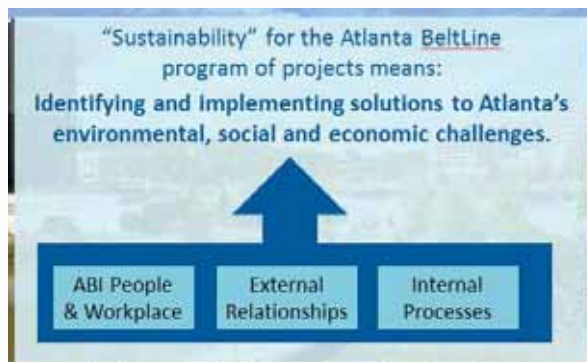 “Sustainability” for the Atlanta BeltLine
program of projects means:
Identifying and implementing solutions to Atlanta’s
environmental, social and economic challenges.
ABI People
& Workplace
External
Relationships
Internal
Processes